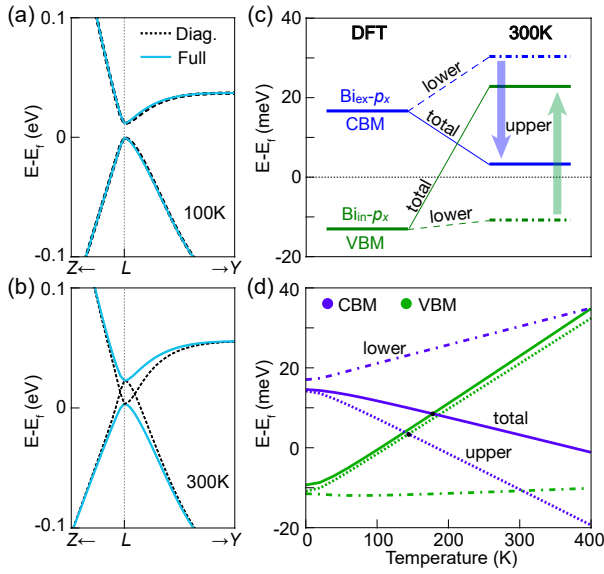 (a)
Diag.
Full
100K
E-E_f (eV)
0.1
0
-0.1
Z← L →Y
(b)
300K
E-E_f (eV)
0.1
0
-0.1
Z← L →Y
(c)
DFT 300K
Bi_ex-p_x
CBM
lower
total
upper
total
Bi_in-p_x
VBM
lower
E-E_f (meV)
40
20
0
-20
(d)
CBM VBM
lower
total
upper
E-E_f (meV)
40
20
0
-20
0 100 200 300 400
Temperature (K)